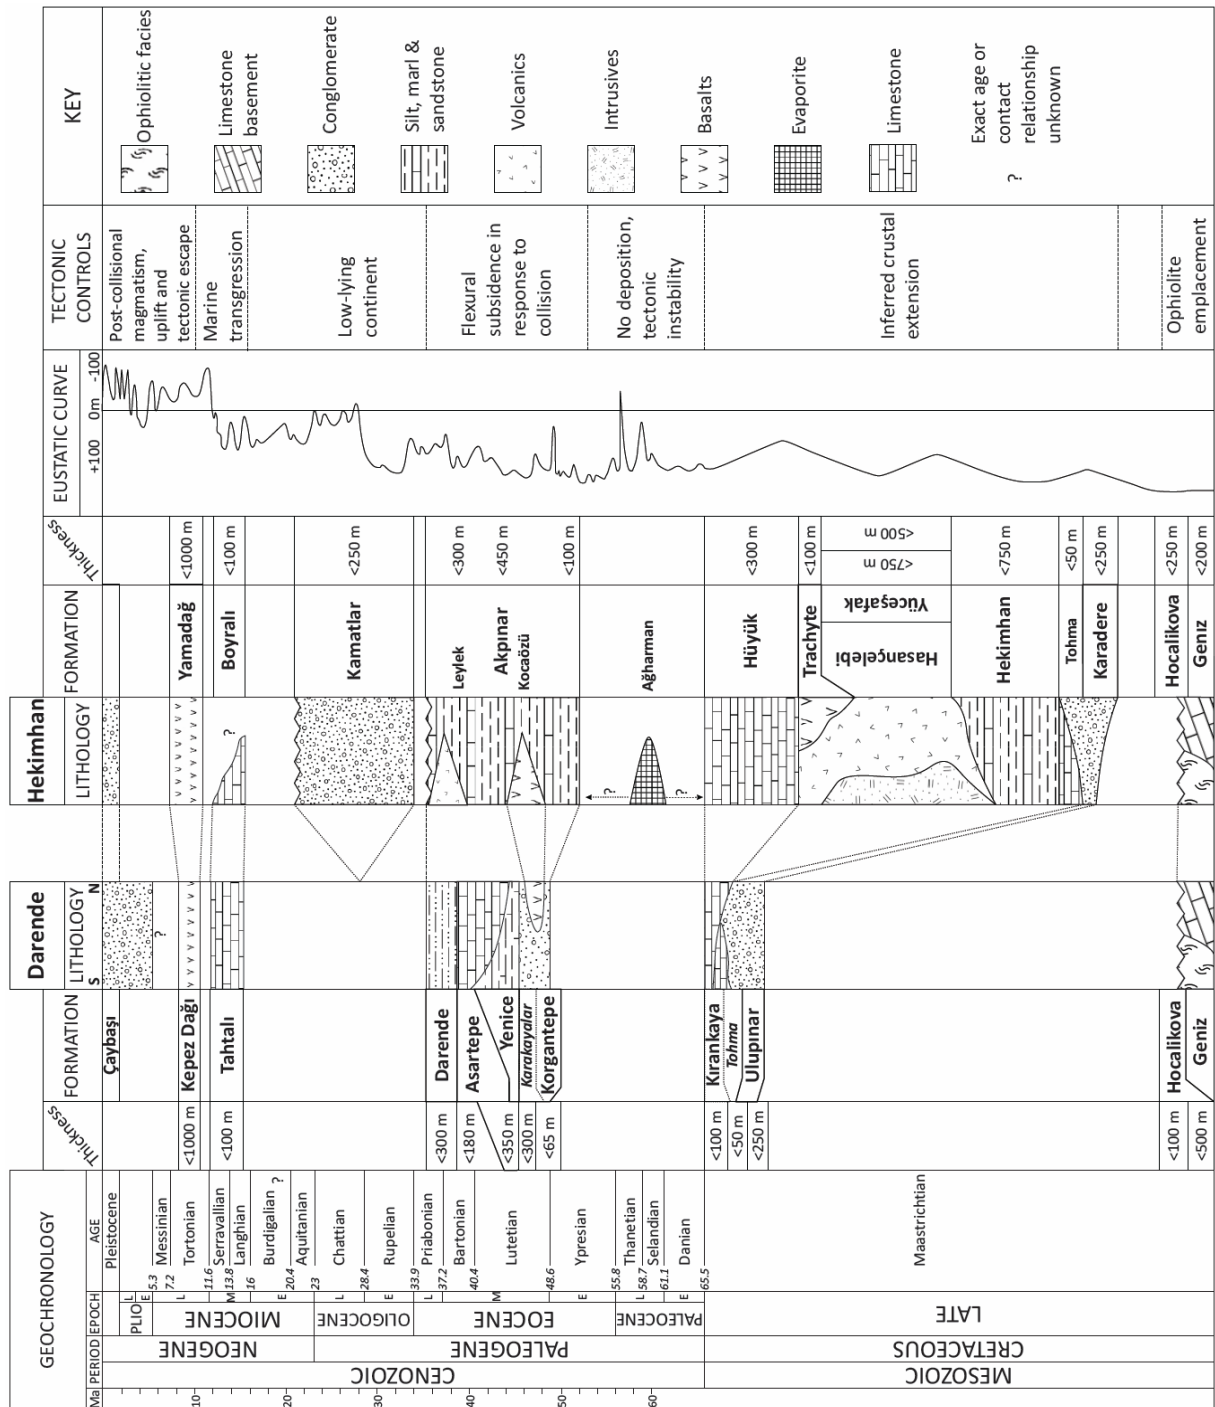 KEY
Ophiolitic facies
Limestone
basement
Conglomerate
Silt, marl &
sandstone
Volcanics
Intrusives
Basalts
Evaporite
Limestone
?
Exact age or
contact
relationship
unknown
TECTONIC
CONTROLS
Post-collisional
magmatism,
uplift and
tectonic escape
Marine
transgression
Low-lying
continent
Flexural
subsidence in
response to
collision
No deposition,
tectonic
instability
Inferred crustal
extension
Ophiolite
emplacement
EUSTATIC CURVE
+100
0m
-100
Thickness
<1000 m
<100 m
<250 m
<300 m
<450 m
<100 m
<300 m
<100 m
<750 m
<500 m
<750 m
<50 m
<250 m
<250 m
<200 m
FORMATION
Yamadağ
Boyralı
Kamatlar
Leylek
Akpınar
Kocaözü
Ağharman
Hüyük
Trachyte
Hasançelebi
Yüceşafak
Hekimhan
Tohma
Karadere
Hocalikova
Genız
Hekimhan
LITHOLOGY
?
?
?
Darende
LITHOLOGY
S
N
?
FORMATION
Çaybaşı
Kepez Dağı
Tahtalı
Darende
Asartepe
Yenice
Karakayalar
Korgantepe
Kırankaya
Tohma
Ulupınar
Hocalikova
Geniz
Thickness
<1000 m
<100 m
<300 m
<180 m
<350 m
<300 m
<65 m
<100 m
<50 m
<250 m
<100 m
<500 m
GEOCHRONOLOGY
AGE
Pleistocene
5.3
Messinian
7.2
Tortonian
11.6
Serravallian
13.8
Langhian
16
Burdigalian
?
20.4
Aquitanian
23
Chattian
28.4
Rupelian
33.9
Priabonian
37.2
Bartonian
40.4
Lutetian
48.6
Ypresian
55.8
Thanetian
58.7
Selandian
61.1
Danian
65.5
Maastrichtian
EPOCH
L
E
PLIO
L
M
E
MIOCENE
L
E
OLIGOCENE
L
M
E
EOCENE
L
E
PALEOCENE
LATE
PERIOD
NEOGENE
PALEOGENE
CRETACEOUS
CENOZOIC
MESOZOIC
Ma
10
20
30
40
50
60